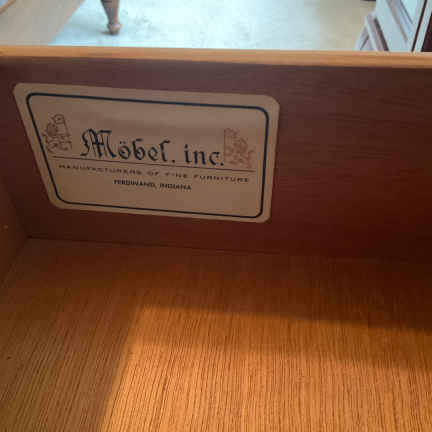 Möbel. inc.
MANUFACTURERS OF FINE FURNITURE
FERDINAND, INDIANA